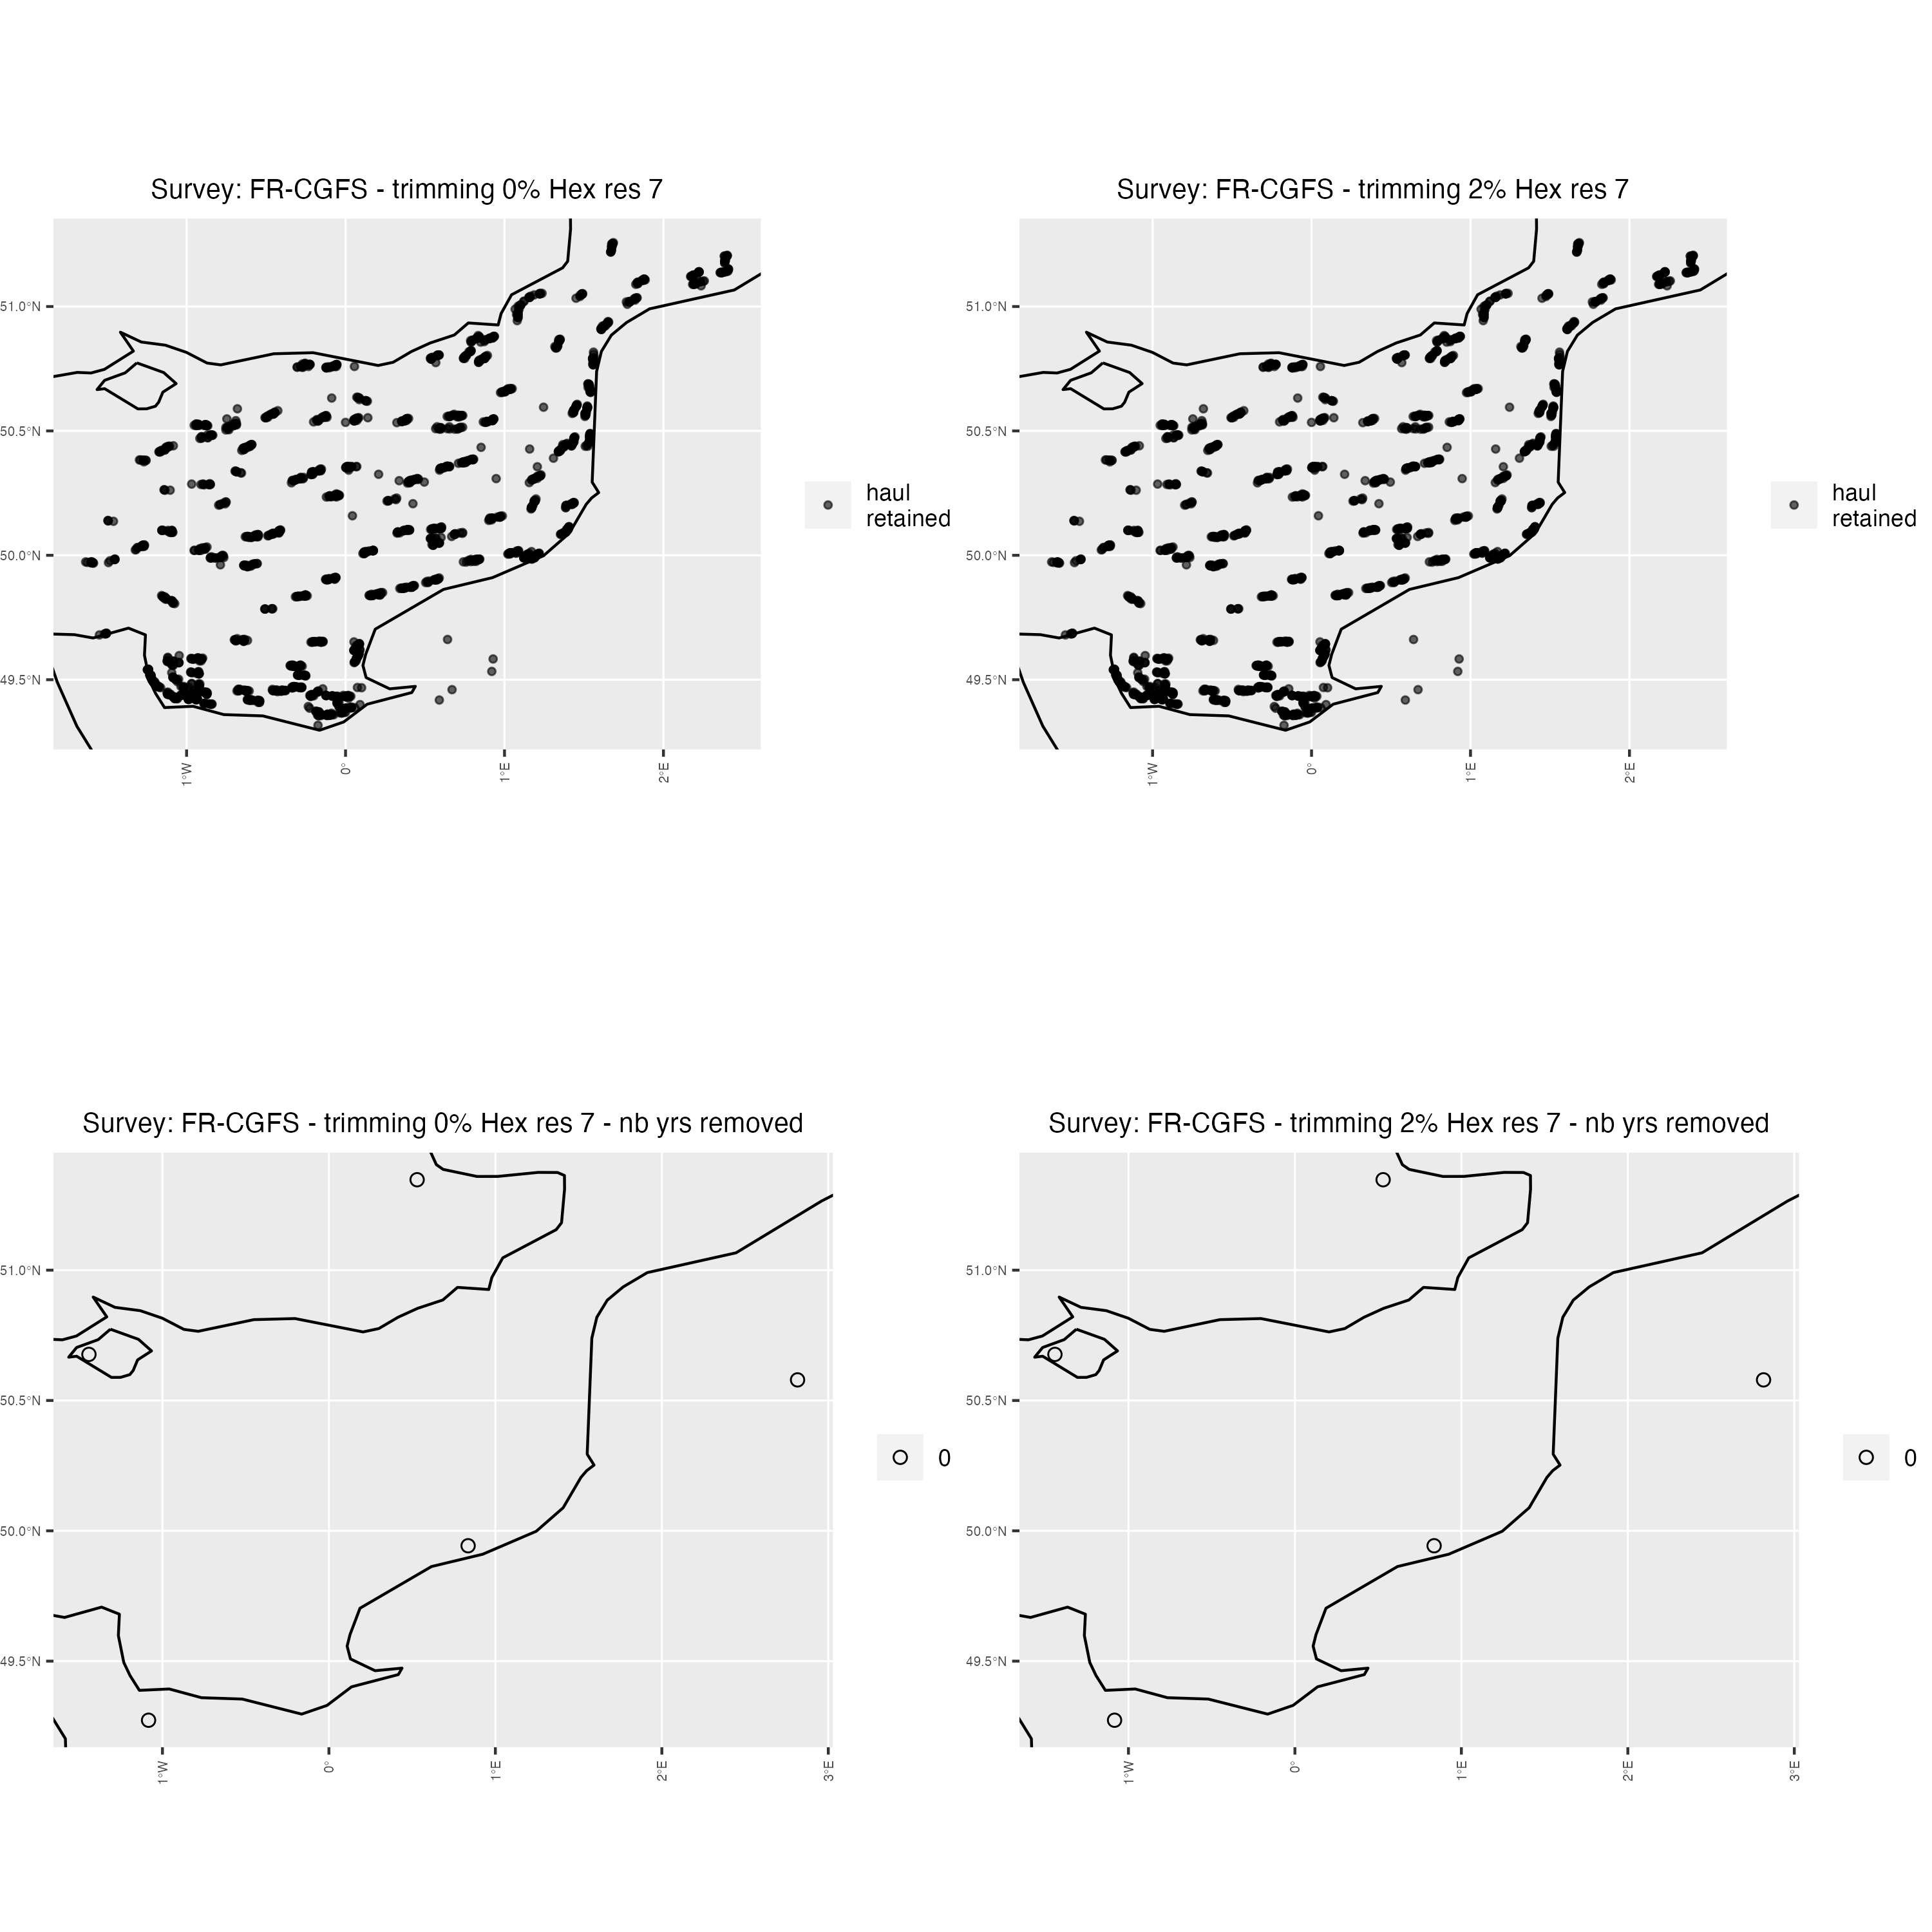 Survey: FR-CGFS - trimming 0% Hex res 7
51.0°N
50.5°N
50.0°N
49.5°N
1°W
0°
1°E
2°E
haul
retained
Survey: FR-CGFS - trimming 2% Hex res 7
51.0°N
50.5°N
50.0°N
49.5°N
1°W
0°
1°E
2°E
haul
retained
Survey: FR-CGFS - trimming 0% Hex res 7 - nb yrs removed
51.0°N
50.5°N
50.0°N
49.5°N
1°W
0°
1°E
2°E
3°E
0
Survey: FR-CGFS - trimming 2% Hex res 7 - nb yrs removed
51.0°N
50.5°N
50.0°N
49.5°N
1°W
0°
1°E
2°E
3°E
0